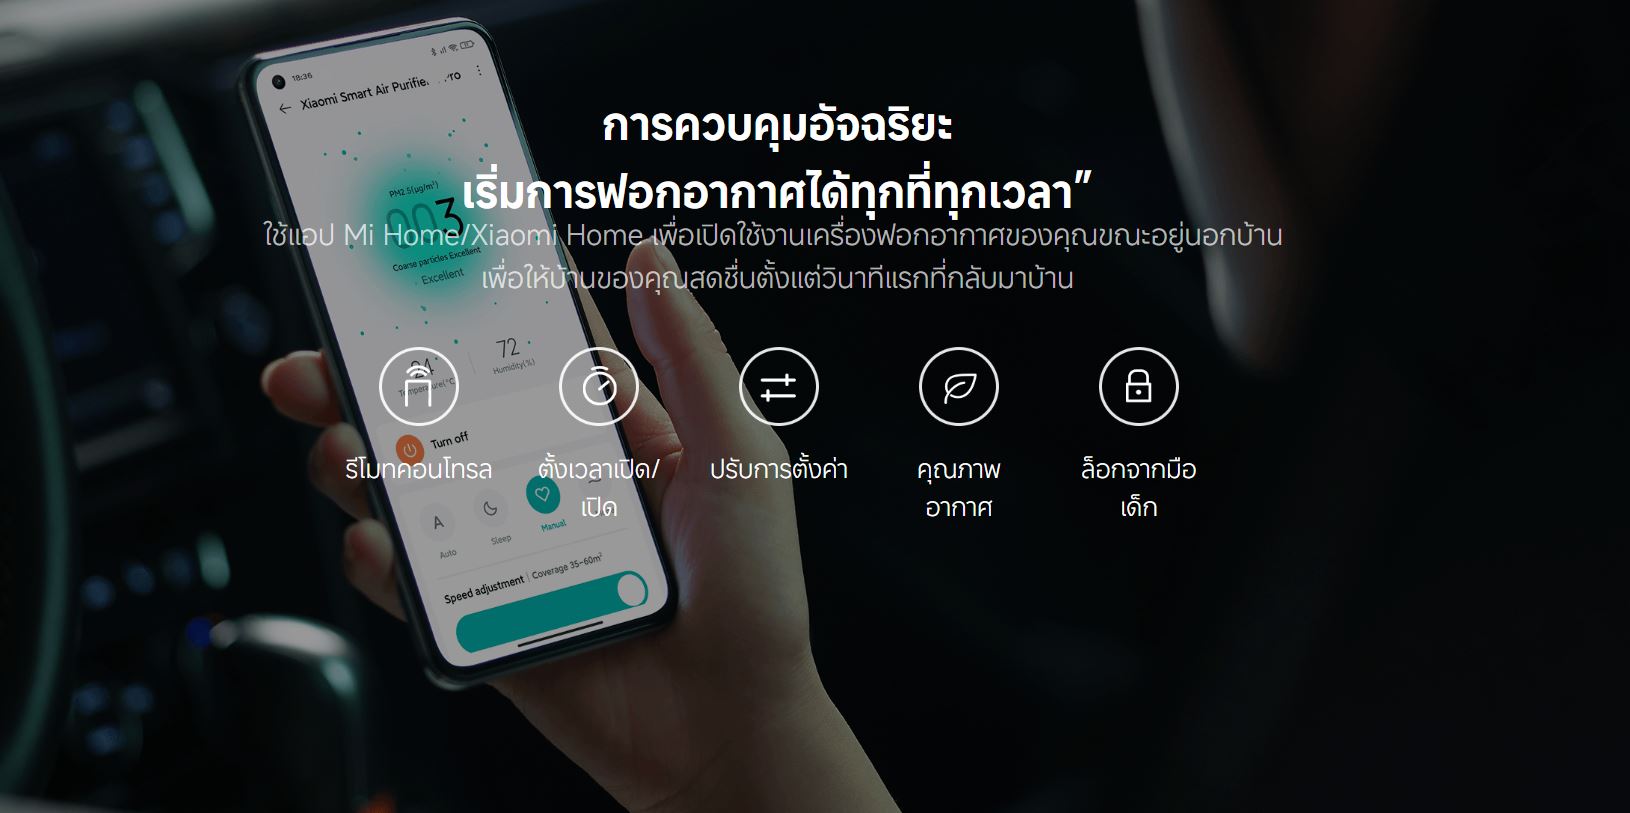 18:36
Xiaomi Smart Air Purifie
การควบคุมอัจฉริยะ
เริ่มการฟอกอากาศได้ทุกที่ทุกเวลา”
PM2.5(μg/m³)
003
ใช้แอป Mi Home/Xiaomi Home เพื่อเปิดใช้งานเครื่องฟอกอากาศของคุณขณะอยู่นอกบ้าน
เพื่อให้บ้านของคุณสดชื่นตั้งแต่วินาทีแรกที่กลับมาบ้าน
Coarse particles Excellent
Excellent
24
72
Temperature(°C)
Humidity(%)
Turn off
รีโมทคอนโทรล
ตั้งเวลาเปิด/
เปิด
ปรับการตั้งค่า
คุณภาพ
อากาศ
ล็อกจากมือ
เด็ก
A
Auto
Sleep
Manual
Speed adjustment | Coverage 35-60m²